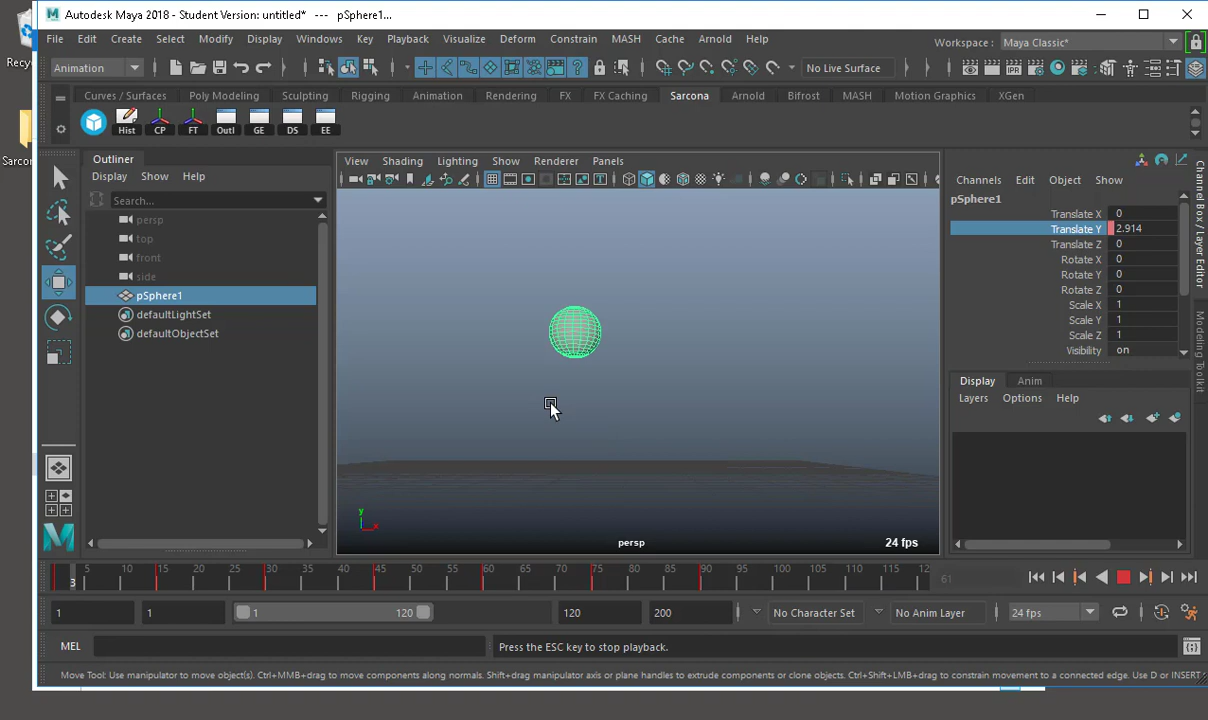 Autodesk Maya 2018 - Student Version: untitled* --- pSphere1...
Recy
File Edit Create Select Modify Display Windows Key Playback Visualize Deform Constrain MASH Cache Arnold Help
Workspace : Maya Classic*
Animation
No Live Surface
IPR
Curves / Surfaces Poly Modeling Sculpting Rigging Animation Rendering FX FX Caching Sarcona Arnold Bifrost MASH Motion Graphics XGen
Hist CP FT Outl GE DS EE
Sarco
Outliner
Display Show Help
Search...
persp
top
front
side
pSphere1
defaultLightSet
defaultObjectSet
View Shading Lighting Show Renderer Panels
y
x
persp
24 fps
Channels Edit Object Show
pSphere1
Translate X 0
Translate Y 2.914
Translate Z 0
Rotate X 0
Rotate Y 0
Rotate Z 0
Scale X 1
Scale Y 1
Scale Z 1
Visibility on
Channel Box / Layer Editor
Modeling Toolkit
Display Anim
Layers Options Help
5 10 15 20 25 30 35 40 45 50 55 60 65 70 75 80 85 90 95 100 105 110 115 12
3
61
1 1 1 120 120 200 No Character Set No Anim Layer 24 fps
MEL
Press the ESC key to stop playback.
Move Tool: Use manipulator to move object(s). Ctrl+MMB+drag to move components along normals. Shift+drag manipulator axis or plane handles to extrude components or clone objects. Ctrl+Shift+LMB+drag to constrain movement to a connected edge. Use D or INSERT